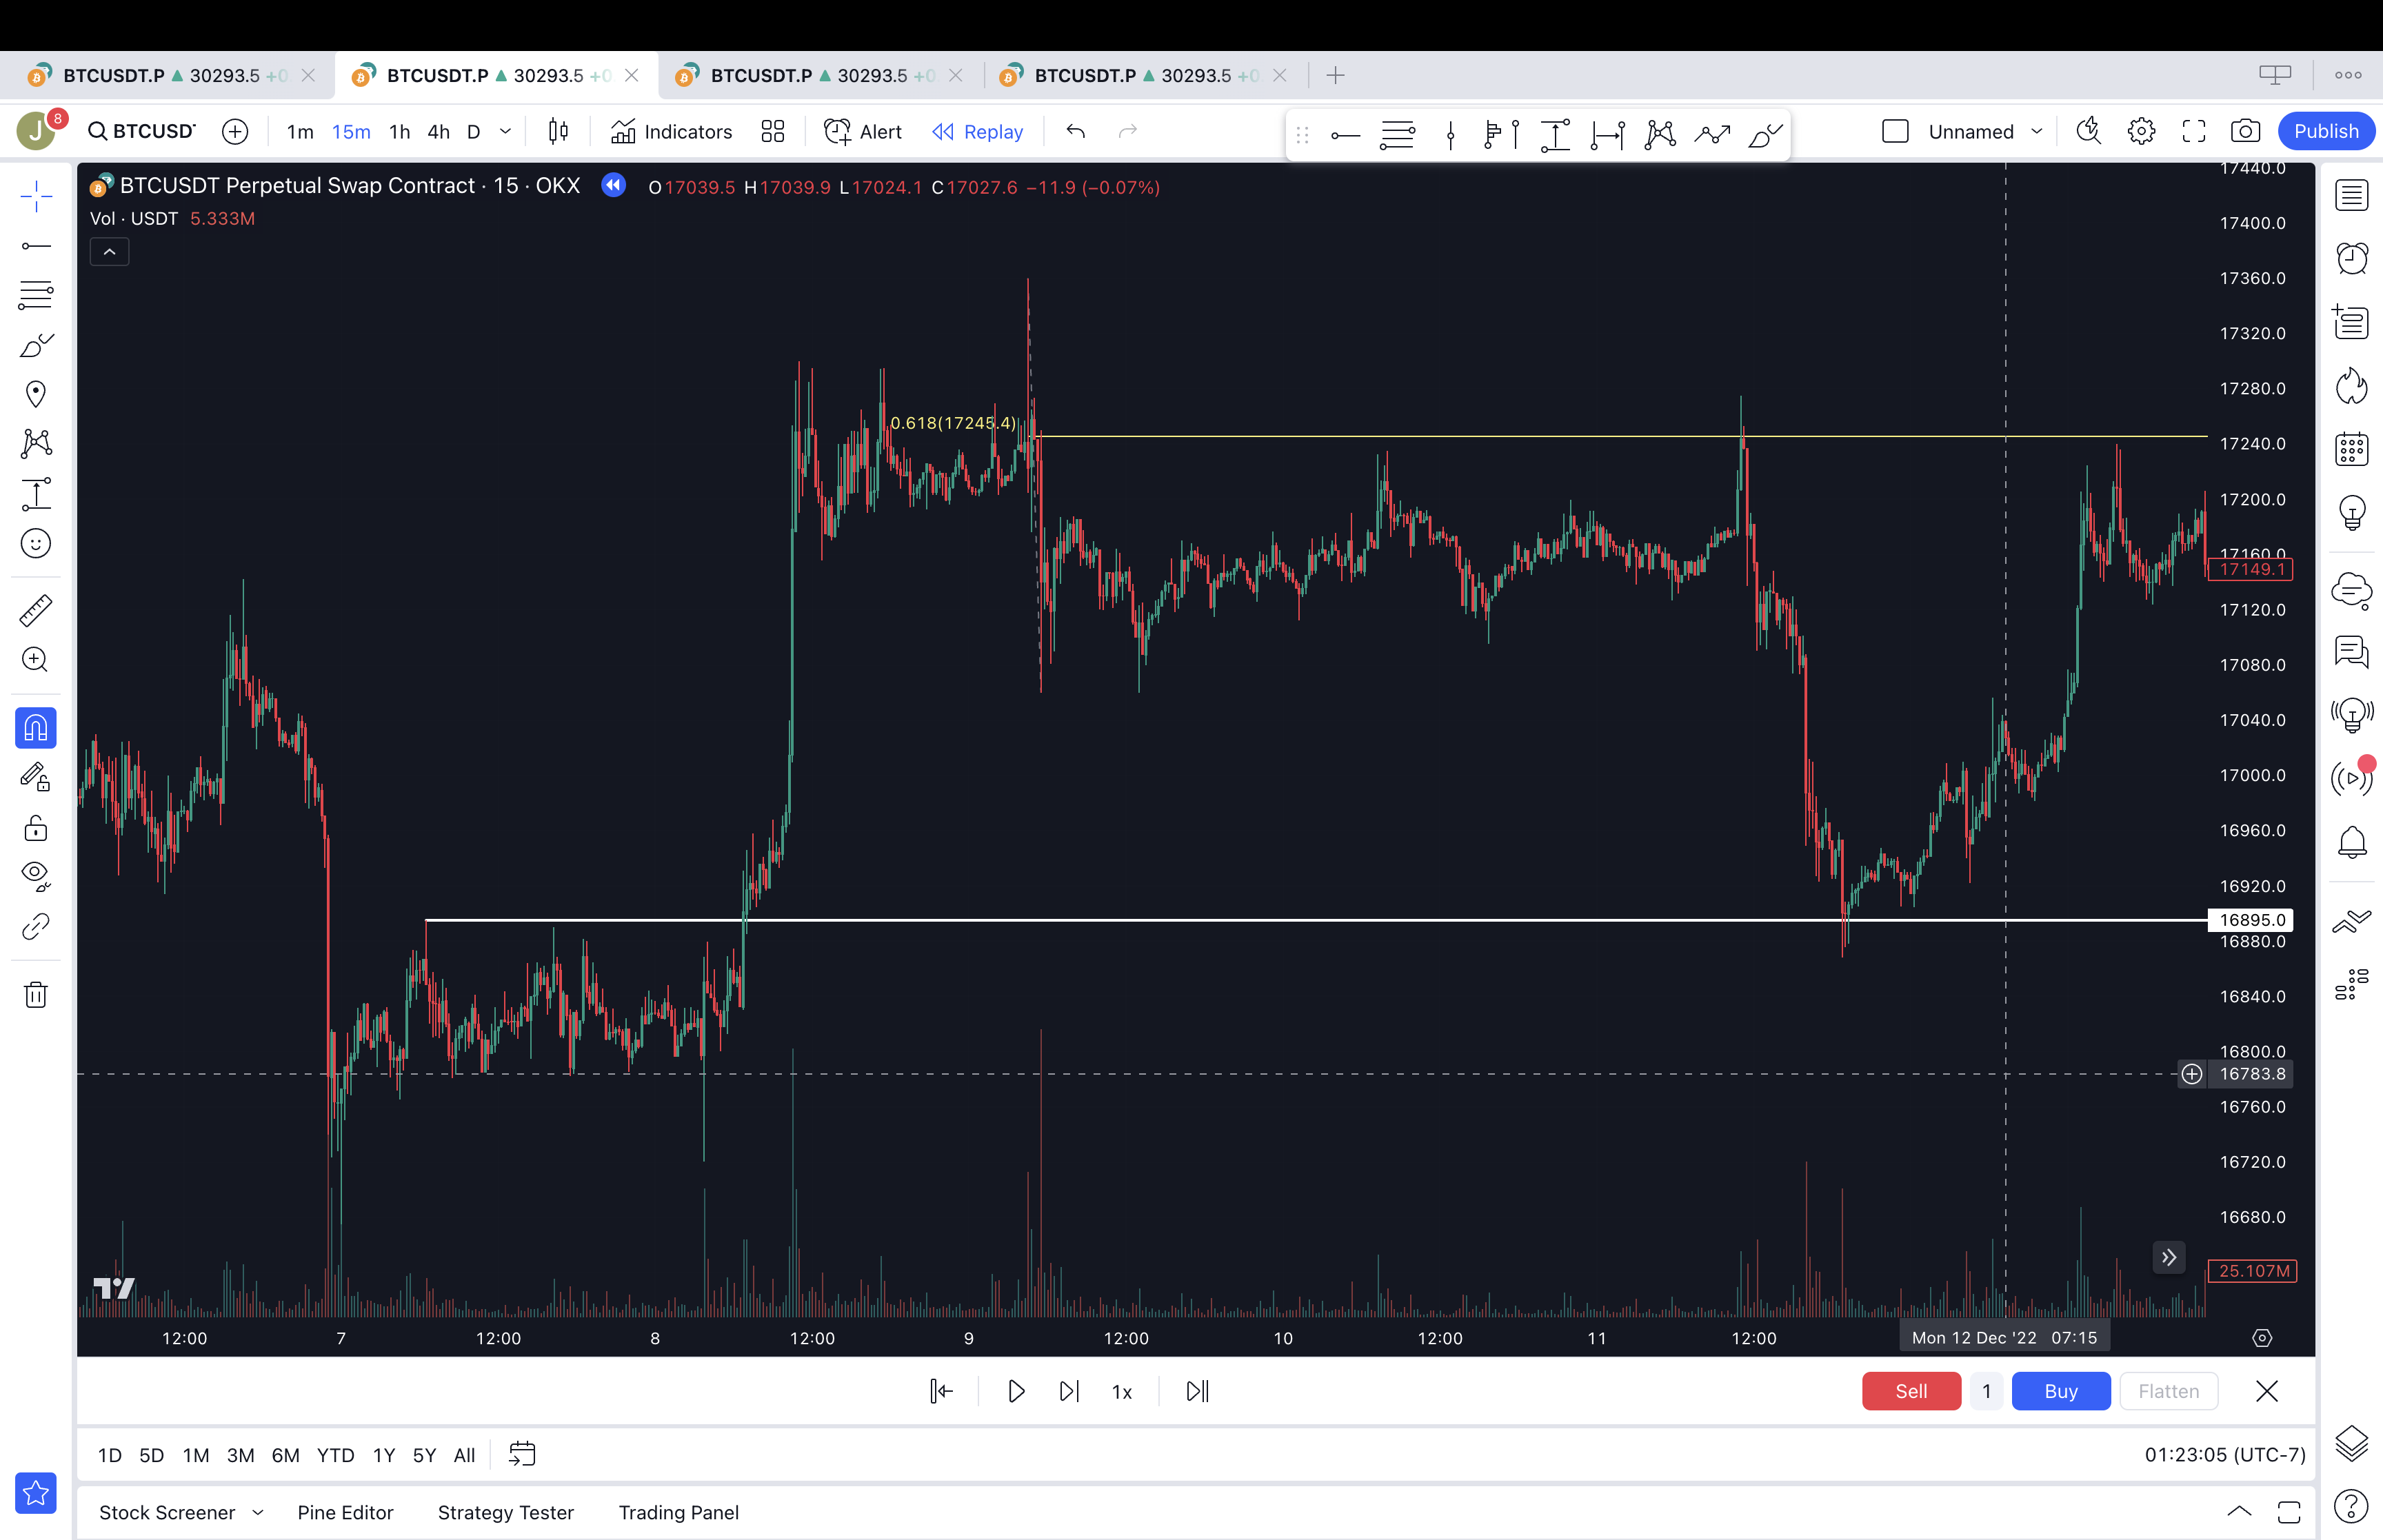 BTCUSDT.P 30293.5 +0 BTCUSDT.P 30293.5 +0 BTCUSDT.P 30293.5 +0 BTCUSDT.P 30293.5 +0
J 8 BTCUSD 1m 15m 1h 4h D Indicators Alert Replay Unnamed Publish
BTCUSDT Perpetual Swap Contract · 15 · OKX O17039.5 H17039.9 L17024.1 C17027.6 −11.9 (−0.07%)
Vol · USDT 5.333M
17440.0
17400.0
17360.0
17320.0
17280.0
0.618(17245.4)
17240.0
17200.0
17160.0
17149.1
17120.0
17080.0
17040.0
17000.0
16960.0
16920.0
16895.0
16880.0
16840.0
16800.0
16783.8
16760.0
16720.0
16680.0
25.107M
12:00 7 12:00 8 12:00 9 12:00 10 12:00 11 12:00 Mon 12 Dec '22 07:15
1x Sell 1 Buy Flatten
1D 5D 1M 3M 6M YTD 1Y 5Y All 01:23:05 (UTC-7)
Stock Screener Pine Editor Strategy Tester Trading Panel